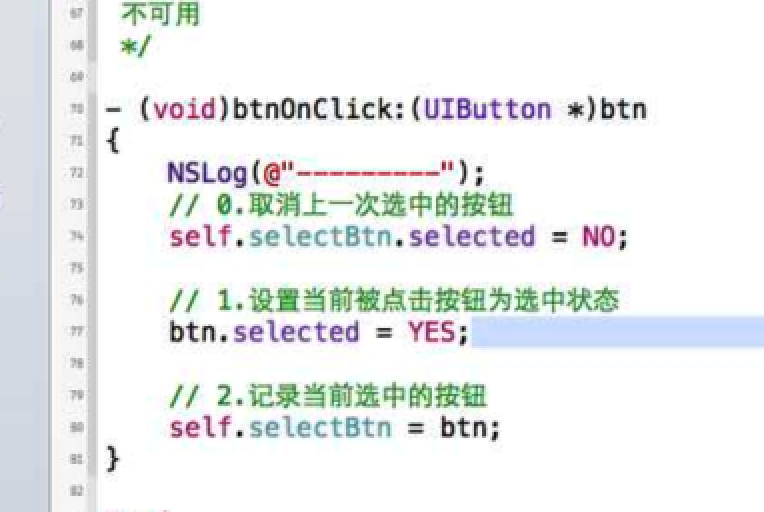 67 不可用
68 */
69
70 - (void)btnOnClick:(UIButton *)btn
71 {
72 NSLog(@"---------");
73 // 0.取消上一次选中的按钮
74 self.selectBtn.selected = NO;
75
76 // 1.设置当前被点击按钮为选中状态
77 btn.selected = YES;
78
79 // 2.记录当前选中的按钮
80 self.selectBtn = btn;
81 }
82